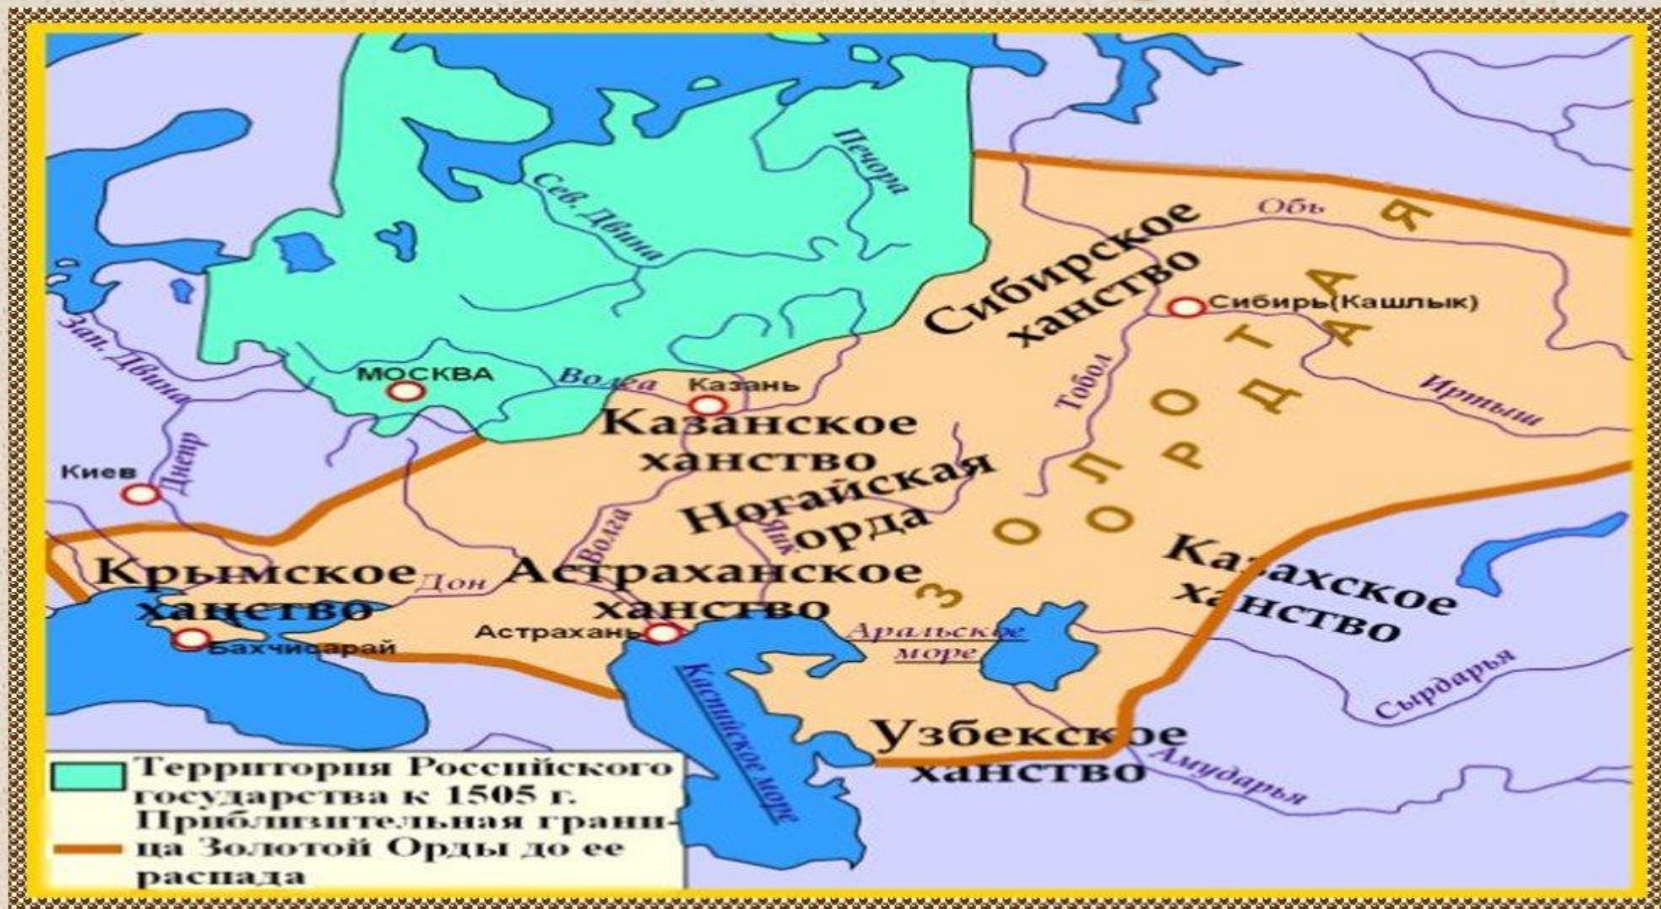 Печора
Сев. Двина
Обь
Сибирское
ханство
Сибирь(Кашлык)
Зап. Двина
МОСКВА
Волга
Казань
Тобол
Иртыш
Казанское
ханство
Киев
Днепр
Ногайская
орда
Волга
Яик
ЗОЛОТАЯ
ОРДА
Казахское
ханство
Крымское
ханство
Дон
Астраханское
ханство
Астрахань
Бахчисарай
Аральское
море
Каспийское море
Сырдарья
Узбекское
ханство
Амударья
Территория Российского
государства к 1505 г.
Приблизительная грани-
ца Золотой Орды до ее
распада